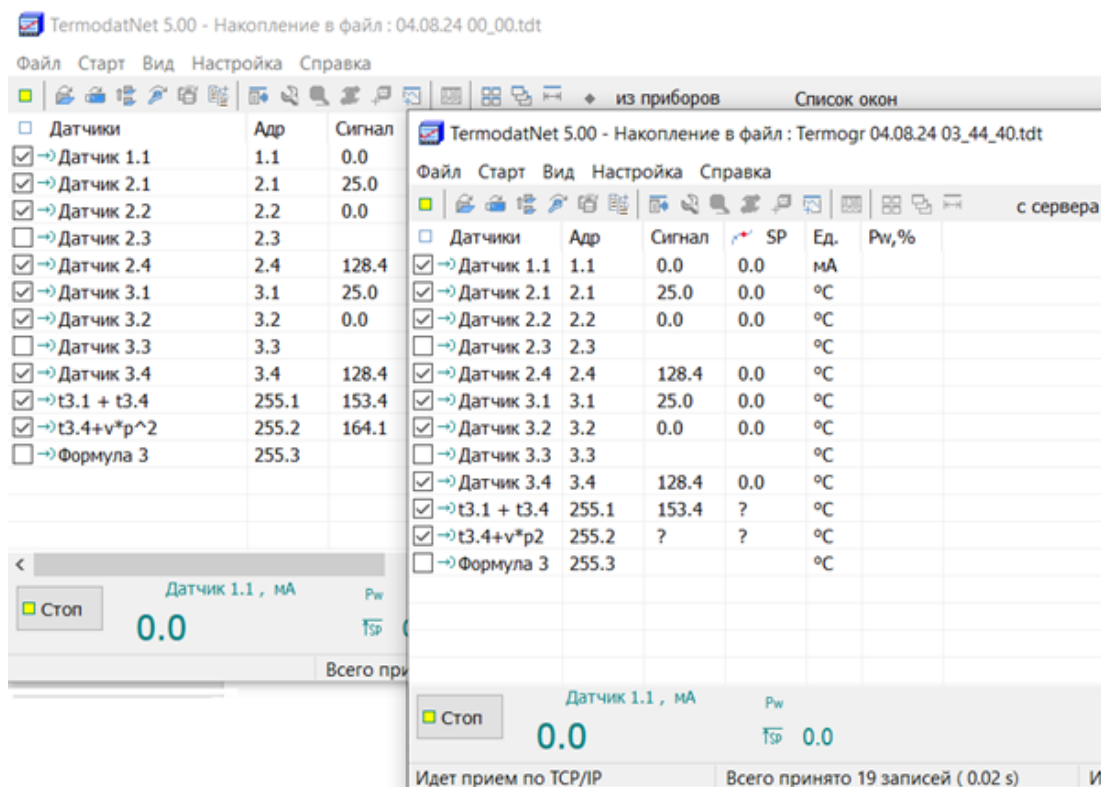 TermodatNet 5.00 - Накопление в файл : 04.08.24 00_00.tdt
Файл Старт Вид Настройка Справка
из приборов Список окон
Датчики Адр Сигнал
Датчик 1.1 1.1 0.0
Датчик 2.1 2.1 25.0
Датчик 2.2 2.2 0.0
Датчик 2.3 2.3
Датчик 2.4 2.4 128.4
Датчик 3.1 3.1 25.0
Датчик 3.2 3.2 0.0
Датчик 3.3 3.3
Датчик 3.4 3.4 128.4
t3.1 + t3.4 255.1 153.4
t3.4+v*p^2 255.2 164.1
Формула 3 255.3
Датчик 1.1 , мА Pw
Стоп 0.0 SP
Всего
TermodatNet 5.00 - Накопление в файл : Termogr 04.08.24 03_44_40.tdt
Файл Старт Вид Настройка Справка
с сервера
Датчики Адр Сигнал SP Ед. Pw,%
Датчик 1.1 1.1 0.0 0.0 мА
Датчик 2.1 2.1 25.0 0.0 °C
Датчик 2.2 2.2 0.0 0.0 °C
Датчик 2.3 2.3 °C
Датчик 2.4 2.4 128.4 0.0 °C
Датчик 3.1 3.1 25.0 0.0 °C
Датчик 3.2 3.2 0.0 0.0 °C
Датчик 3.3 3.3 °C
Датчик 3.4 3.4 128.4 0.0 °C
t3.1 + t3.4 255.1 153.4 ? °C
t3.4+v*p2 255.2 ? ? °C
Формула 3 255.3 °C
Датчик 1.1 , мА Pw
Стоп 0.0 SP 0.0
Идет прием по TCP/IP Всего принято 19 записей ( 0.02 s)